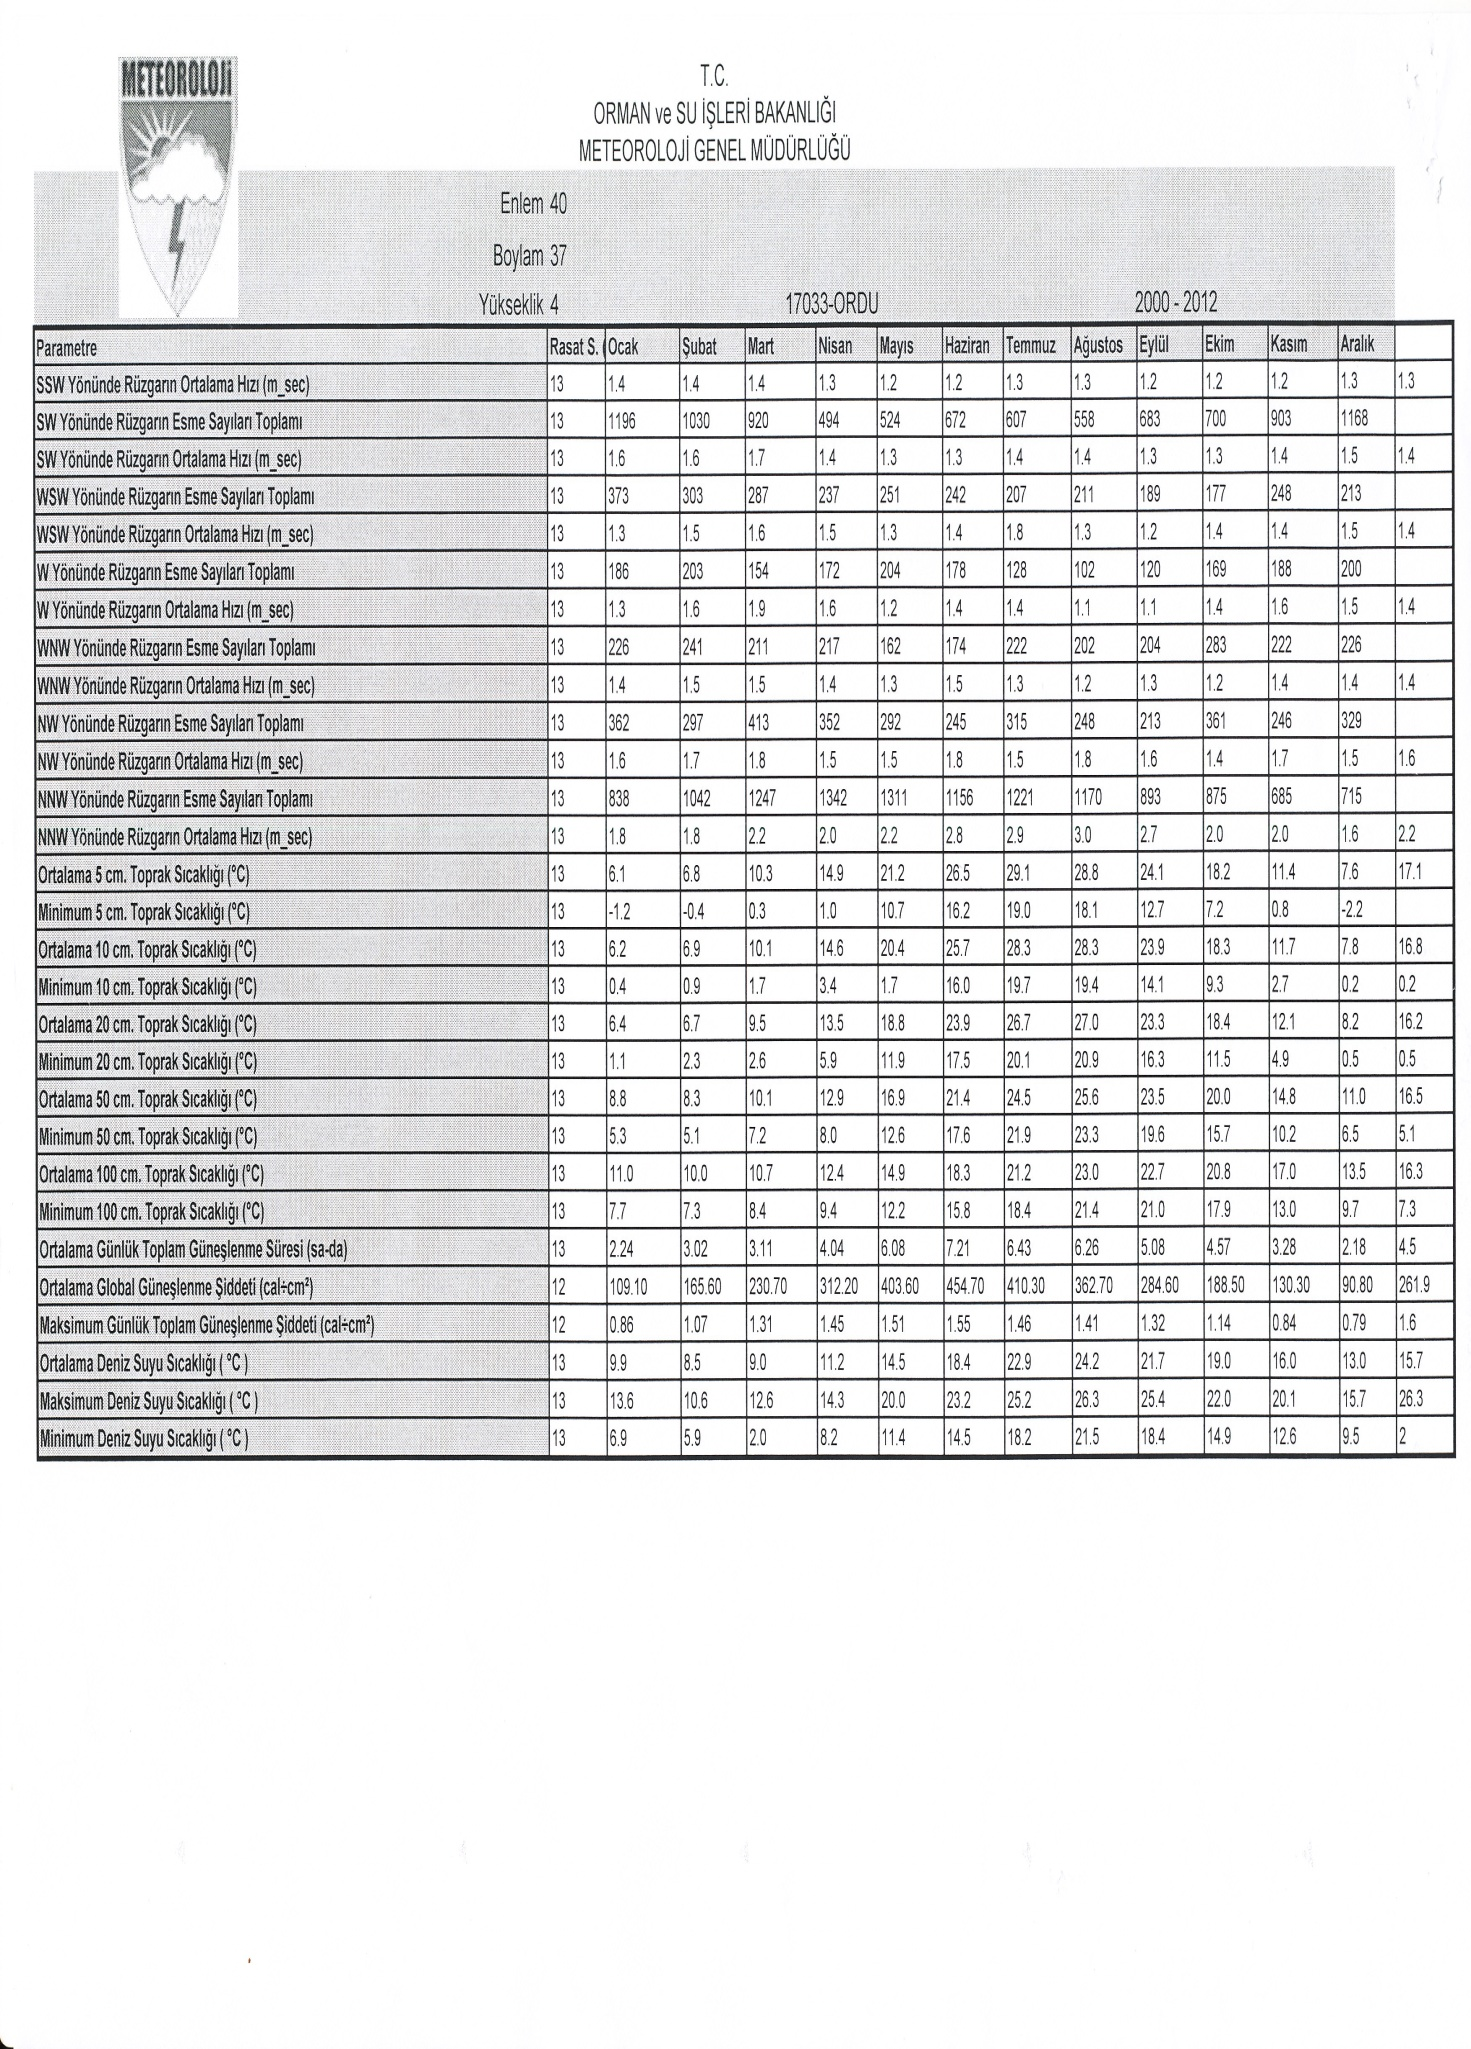 METEOROLOJİ
T.C.
ORMAN ve SU İŞLERİ BAKANLIĞI
METEOROLOJİ GENEL MÜDÜRLÜĞÜ
Enlem 40
Boylam 37
Yükseklik 4 17033-ORDU 2000 - 2012
Parametre Rasat S. ( Ocak Şubat Mart Nisan Mayıs Haziran Temmuz Ağustos Eylül Ekim Kasım Aralık
SSW Yönünde Rüzgarın Ortalama Hızı (m_sec) 13 1.4 1.4 1.4 1.3 1.2 1.2 1.3 1.3 1.2 1.2 1.2 1.3 1.3
SW Yönünde Rüzgarın Esme Sayıları Toplamı 13 1196 1030 920 494 524 672 607 558 683 700 903 1168
SW Yönünde Rüzgarın Ortalama Hızı (m_sec) 13 1.6 1.6 1.7 1.4 1.3 1.3 1.4 1.4 1.3 1.3 1.4 1.5 1.4
WSW Yönünde Rüzgarın Esme Sayıları Toplamı 13 373 303 287 237 251 242 207 211 189 177 248 213
WSW Yönünde Rüzgarın Ortalama Hızı (m_sec) 13 1.3 1.5 1.6 1.5 1.3 1.4 1.8 1.3 1.2 1.4 1.4 1.5 1.4
W Yönünde Rüzgarın Esme Sayıları Toplamı 13 186 203 154 172 204 178 128 102 120 169 188 200
W Yönünde Rüzgarın Ortalama Hızı (m_sec) 13 1.3 1.6 1.9 1.6 1.2 1.4 1.4 1.1 1.1 1.4 1.6 1.5 1.4
WNW Yönünde Rüzgarın Esme Sayıları Toplamı 13 226 241 211 217 162 174 222 202 204 283 222 226
WNW Yönünde Rüzgarın Ortalama Hızı (m_sec) 13 1.4 1.5 1.5 1.4 1.3 1.5 1.3 1.2 1.3 1.2 1.4 1.4 1.4
NW Yönünde Rüzgarın Esme Sayıları Toplamı 13 362 297 413 352 292 245 315 248 213 361 246 329
NW Yönünde Rüzgarın Ortalama Hızı (m_sec) 13 1.6 1.7 1.8 1.5 1.5 1.8 1.5 1.8 1.6 1.4 1.7 1.5 1.6
NNW Yönünde Rüzgarın Esme Sayıları Toplamı 13 838 1042 1247 1342 1311 1156 1221 1170 893 875 685 715
NNW Yönünde Rüzgarın Ortalama Hızı (m_sec) 13 1.8 1.8 2.2 2.0 2.2 2.8 2.9 3.0 2.7 2.0 2.0 1.6 2.2
Ortalama 5 cm. Toprak Sıcaklığı (°C) 13 6.1 6.8 10.3 14.9 21.2 26.5 29.1 28.8 24.1 18.2 11.4 7.6 17.1
Minimum 5 cm. Toprak Sıcaklığı (°C) 13 -1.2 -0.4 0.3 1.0 10.7 16.2 19.0 18.1 12.7 7.2 0.8 -2.2
Ortalama 10 cm. Toprak Sıcaklığı (°C) 13 6.2 6.9 10.1 14.6 20.4 25.7 28.3 28.3 23.9 18.3 11.7 7.8 16.8
Minimum 10 cm. Toprak Sıcaklığı (°C) 13 0.4 0.9 1.7 3.4 1.7 16.0 19.7 19.4 14.1 9.3 2.7 0.2 0.2
Ortalama 20 cm. Toprak Sıcaklığı (°C) 13 6.4 6.7 9.5 13.5 18.8 23.9 26.7 27.0 23.3 18.4 12.1 8.2 16.2
Minimum 20 cm. Toprak Sıcaklığı (°C) 13 1.1 2.3 2.6 5.9 11.9 17.5 20.1 20.9 16.3 11.5 4.9 0.5 0.5
Ortalama 50 cm. Toprak Sıcaklığı (°C) 13 8.8 8.3 10.1 12.9 16.9 21.4 24.5 25.6 23.5 20.0 14.8 11.0 16.5
Minimum 50 cm. Toprak Sıcaklığı (°C) 13 5.3 5.1 7.2 8.0 12.6 17.6 21.9 23.3 19.6 15.7 10.2 6.5 5.1
Ortalama 100 cm. Toprak Sıcaklığı (°C) 13 11.0 10.0 10.7 12.4 14.9 18.3 21.2 23.0 22.7 20.8 17.0 13.5 16.3
Minimum 100 cm. Toprak Sıcaklığı (°C) 13 7.7 7.3 8.4 9.4 12.2 15.8 18.4 21.4 21.0 17.9 13.0 9.7 7.3
Ortalama Günlük Toplam Güneşlenme Süresi (sa-da) 13 2.24 3.02 3.11 4.04 6.08 7.21 6.43 6.26 5.08 4.57 3.28 2.18 4.5
Ortalama Global Güneşlenme Şiddeti (cal÷cm²) 12 109.10 165.60 230.70 312.20 403.60 454.70 410.30 362.70 284.60 188.50 130.30 90.80 261.9
Maksimum Günlük Toplam Güneşlenme Şiddeti (cal÷cm²) 12 0.86 1.07 1.31 1.45 1.51 1.55 1.46 1.41 1.32 1.14 0.84 0.79 1.6
Ortalama Deniz Suyu Sıcaklığı ( °C ) 13 9.9 8.5 9.0 11.2 14.5 18.4 22.9 24.2 21.7 19.0 16.0 13.0 15.7
Maksimum Deniz Suyu Sıcaklığı ( °C ) 13 13.6 10.6 12.6 14.3 20.0 23.2 25.2 26.3 25.4 22.0 20.1 15.7 26.3
Minimum Deniz Suyu Sıcaklığı ( °C ) 13 6.9 5.9 2.0 8.2 11.4 14.5 18.2 21.5 18.4 14.9 12.6 9.5 2